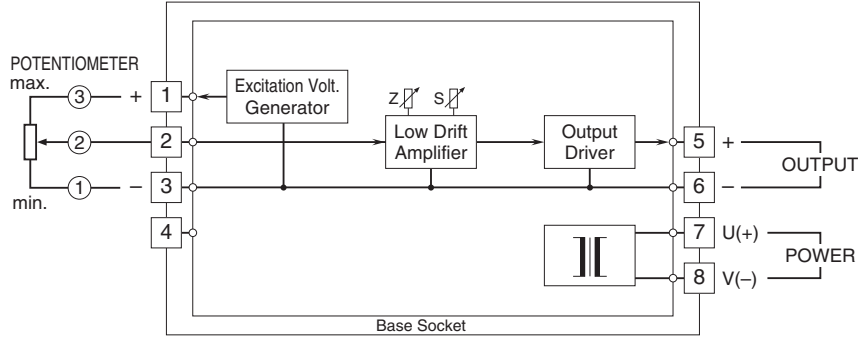 POTENTIOMETER
max.
3
+
1
Excitation Volt.
Generator
Z
S
2
2
Low Drift
Amplifier
Output
Driver
5
+
OUTPUT
1
–
3
6
–
min.
4
7
U(+)
POWER
8
V(–)
Base Socket